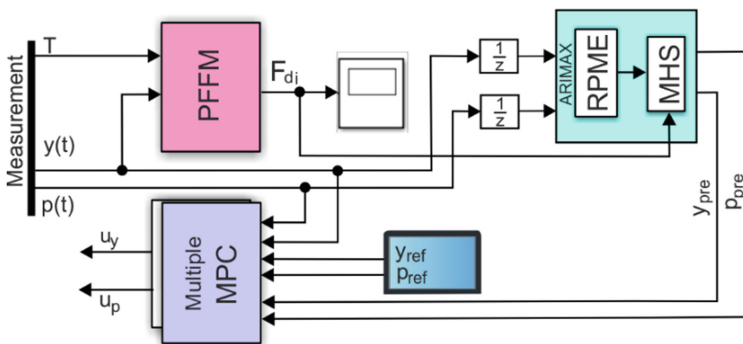 Measurement
T
y(t)
p(t)
PFFM
F_di
1/z
1/z
ARIMAX
RPME
MHS
y_pre
p_pre
u_y
u_p
Multiple
MPC
y_ref
p_ref